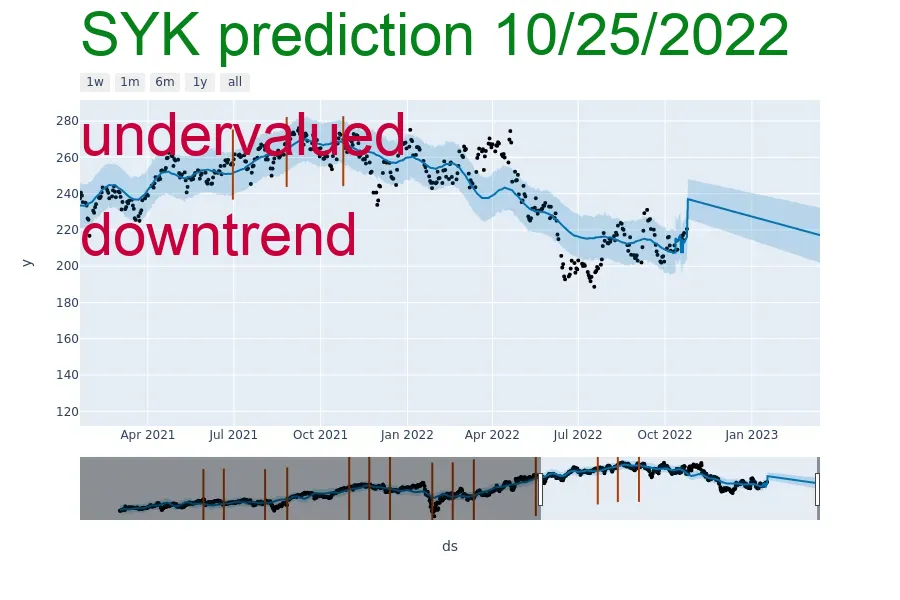 SYK prediction 10/25/2022
1w 1m 6m 1y all
undervalued
downtrend
280
260
240
220
200
180
160
140
120
y
Apr 2021 Jul 2021 Oct 2021 Jan 2022 Apr 2022 Jul 2022 Oct 2022 Jan 2023
ds